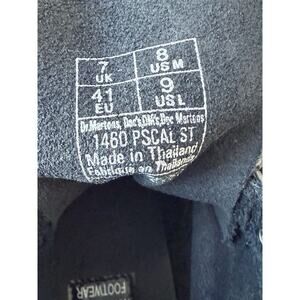 7 8
UK US M
41 9
EU US L
Dr.Martens, Doc's,DM's,Doc Martens
1460 PSCAL ST
Made in Thailand
Fabriqué en Thaïlande
FOOTWEAR